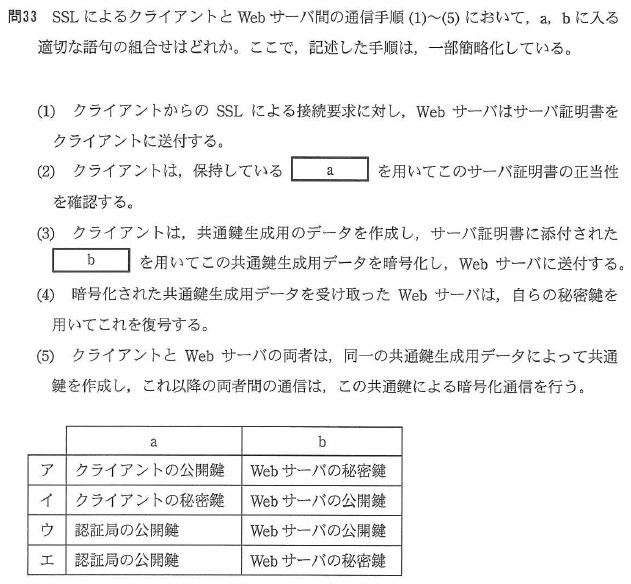 問33 SSLによるクライアントとWebサーバ間の通信手順(1)~(5)において,a,bに入る
適切な語句の組合せはどれか。ここで,記述した手順は,一部簡略化している。
(1) クライアントからのSSLによる接続要求に対し,Webサーバはサーバ証明書を
クライアントに送付する。
(2) クライアントは,保持している a を用いてこのサーバ証明書の正当性
を確認する。
(3) クライアントは,共通鍵生成用のデータを作成し,サーバ証明書に添付された
b を用いてこの共通鍵生成用データを暗号化し,Webサーバに送付する。
(4) 暗号化された共通鍵生成用データを受け取ったWebサーバは,自らの秘密鍵を
用いてこれを復号する。
(5) クライアントとWebサーバの両者は,同一の共通鍵生成用データによって共通
鍵を作成し,これ以降の両者間の通信は,この共通鍵による暗号化通信を行う。
a b
ア クライアントの公開鍵 Webサーバの秘密鍵
イ クライアントの秘密鍵 Webサーバの公開鍵
ウ 認証局の公開鍵 Webサーバの公開鍵
エ 認証局の公開鍵 Webサーバの秘密鍵